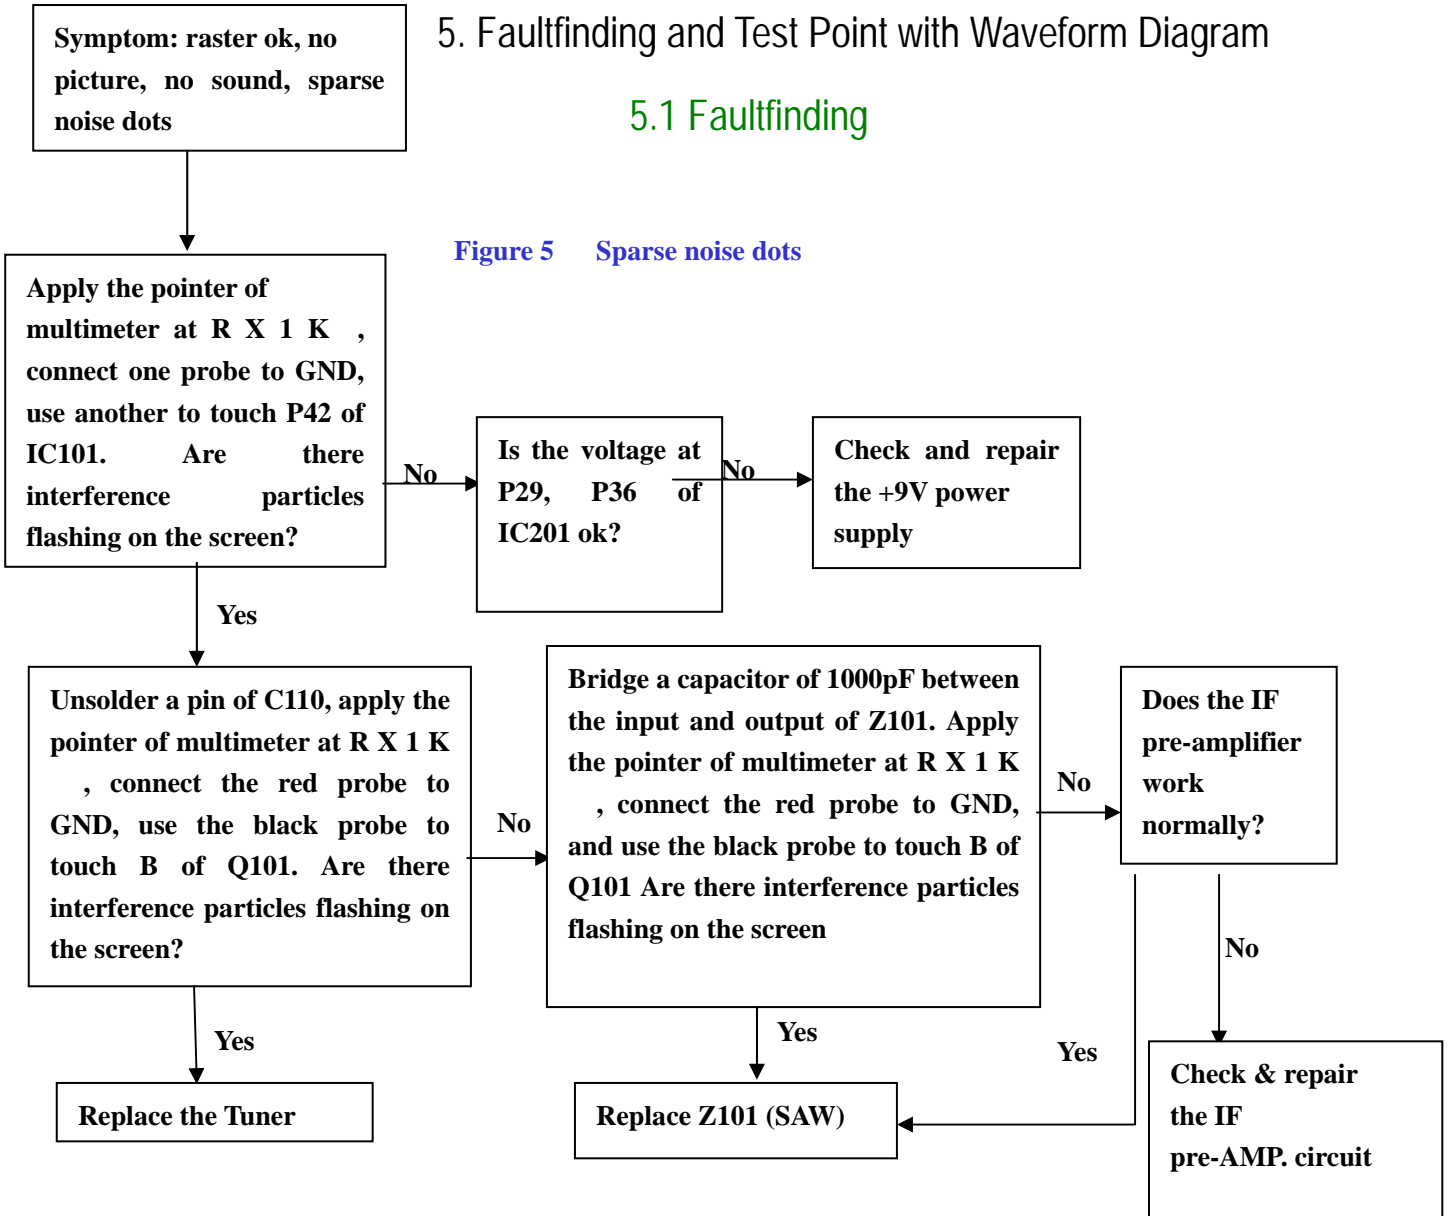 5. Faultfinding and Test Point with Waveform Diagram
5.1 Faultfinding
Symptom: raster ok, no
picture, no sound, sparse
noise dots
Figure 5 Sparse noise dots
Apply the pointer of
multimeter at R X 1 K ,
connect one probe to GND,
use another to touch P42 of
IC101. Are there
interference particles
flashing on the screen?
No
Is the voltage at
P29, P36 of
IC201 ok?
No
Check and repair
the +9V power
supply
Yes
Unsolder a pin of C110, apply the
pointer of multimeter at R X 1 K
, connect the red probe to
GND, use the black probe to
touch B of Q101. Are there
interference particles flashing on
the screen?
No
Bridge a capacitor of 1000pF between
the input and output of Z101. Apply
the pointer of multimeter at R X 1 K
, connect the red probe to GND,
and use the black probe to touch B of
Q101 Are there interference particles
flashing on the screen
No
Does the IF
pre-amplifier
work
normally?
Yes
Replace the Tuner
Yes
Replace Z101 (SAW)
Yes
No
Check & repair
the IF
pre-AMP. circuit